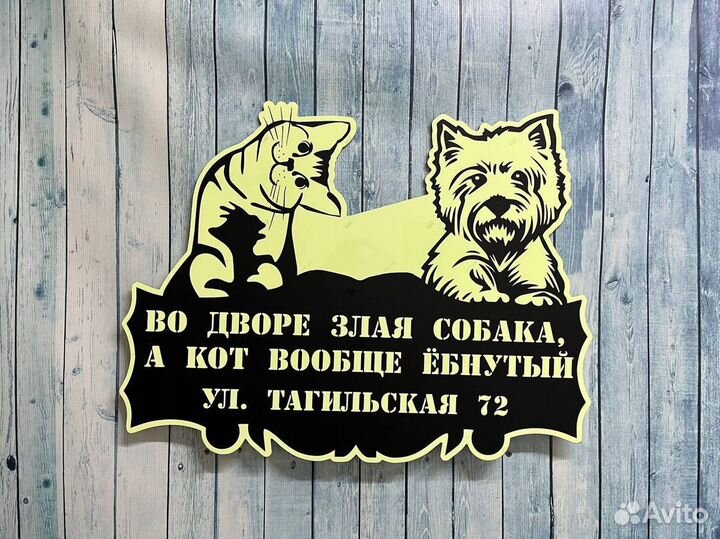 ВО ДВОРЕ ЗЛАЯ СОБАКА,
А КОТ ВООБЩЕ ЁБНУТЫЙ
УЛ. ТАГИЛЬСКАЯ 72
Avito